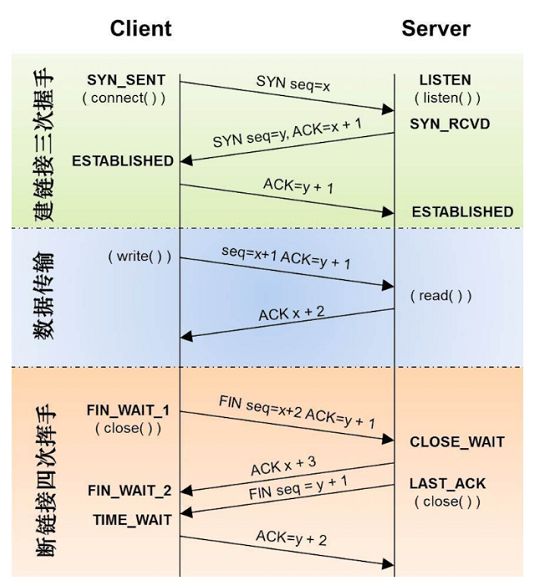 Client
Server
建链接三次握手
SYN_SENT
( connect( ) )
SYN seq=x
LISTEN
( listen( ) )
SYN_RCVD
SYN seq=y, ACK=x + 1
ESTABLISHED
ACK=y + 1
ESTABLISHED
数据传输
( write( ) )
seq=x+1 ACK=y + 1
( read( ) )
ACK x + 2
断链接四次挥手
FIN_WAIT_1
( close( ) )
FIN seq=x+2 ACK=y + 1
CLOSE_WAIT
ACK x + 3
FIN_WAIT_2
FIN seq = y + 1
LAST_ACK
( close( ) )
TIME_WAIT
ACK=y + 2